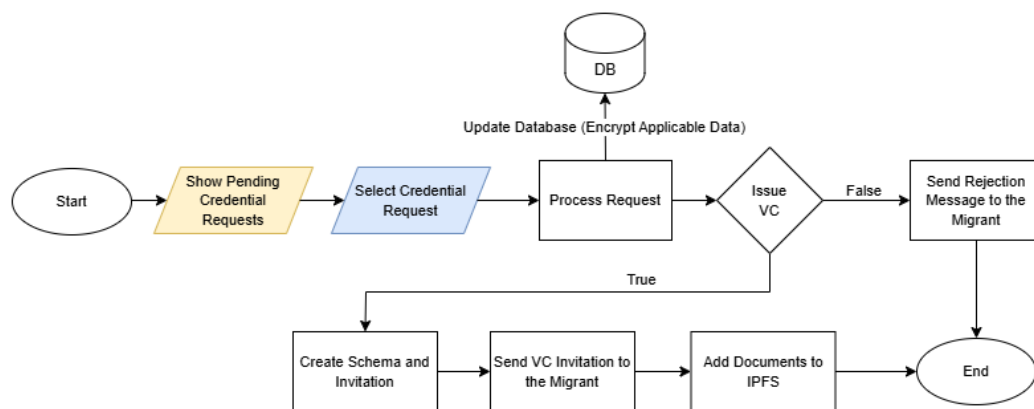 DB
Update Database (Encrypt Applicable Data)
Start
Show Pending
Credential
Requests
Select Credential
Request
Process Request
Issue
VC
False
Send Rejection
Message to the
Migrant
True
Create Schema and
Invitation
Send VC Invitation to
the Migrant
Add Documents to
IPFS
End